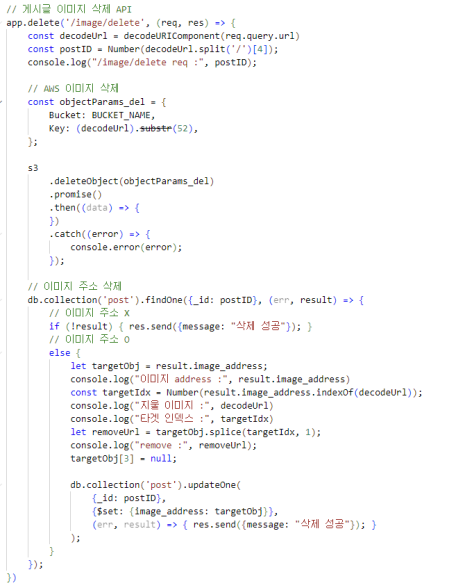 // 게시글 이미지 삭제 API
app.delete('/image/delete', (req, res) => {
    const decodeUrl = decodeURIComponent(req.query.url)
    const postID = Number(decodeUrl.split('/')[4]);
    console.log("/image/delete req :", postID);

    // AWS 이미지 삭제
    const objectParams_del = {
        Bucket: BUCKET_NAME,
        Key: (decodeUrl).substr(52),
    };

    s3
        .deleteObject(objectParams_del)
        .promise()
        .then((data) => {
        })
        .catch((error) => {
            console.error(error);
        });

    // 이미지 주소 삭제
    db.collection('post').findOne({_id: postID}, (err, result) => {
        // 이미지 주소 X
        if (!result) { res.send({message: "삭제 성공"}); }
        // 이미지 주소 O
        else {
            let targetObj = result.image_address;
            console.log("이미지 address :", result.image_address)
            const targetIdx = Number(result.image_address.indexOf(decodeUrl));
            console.log("지울 이미지 :", decodeUrl)
            console.log("타겟 인덱스 :", targetIdx)
            let removeUrl = targetObj.splice(targetIdx, 1);
            console.log("remove :", removeUrl);
            targetObj[3] = null;

            db.collection('post').updateOne(
                {_id: postID},
                {$set: {image_address: targetObj}},
                (err, result) => { res.send({message: "삭제 성공"}); }
            );
        }
    });
})